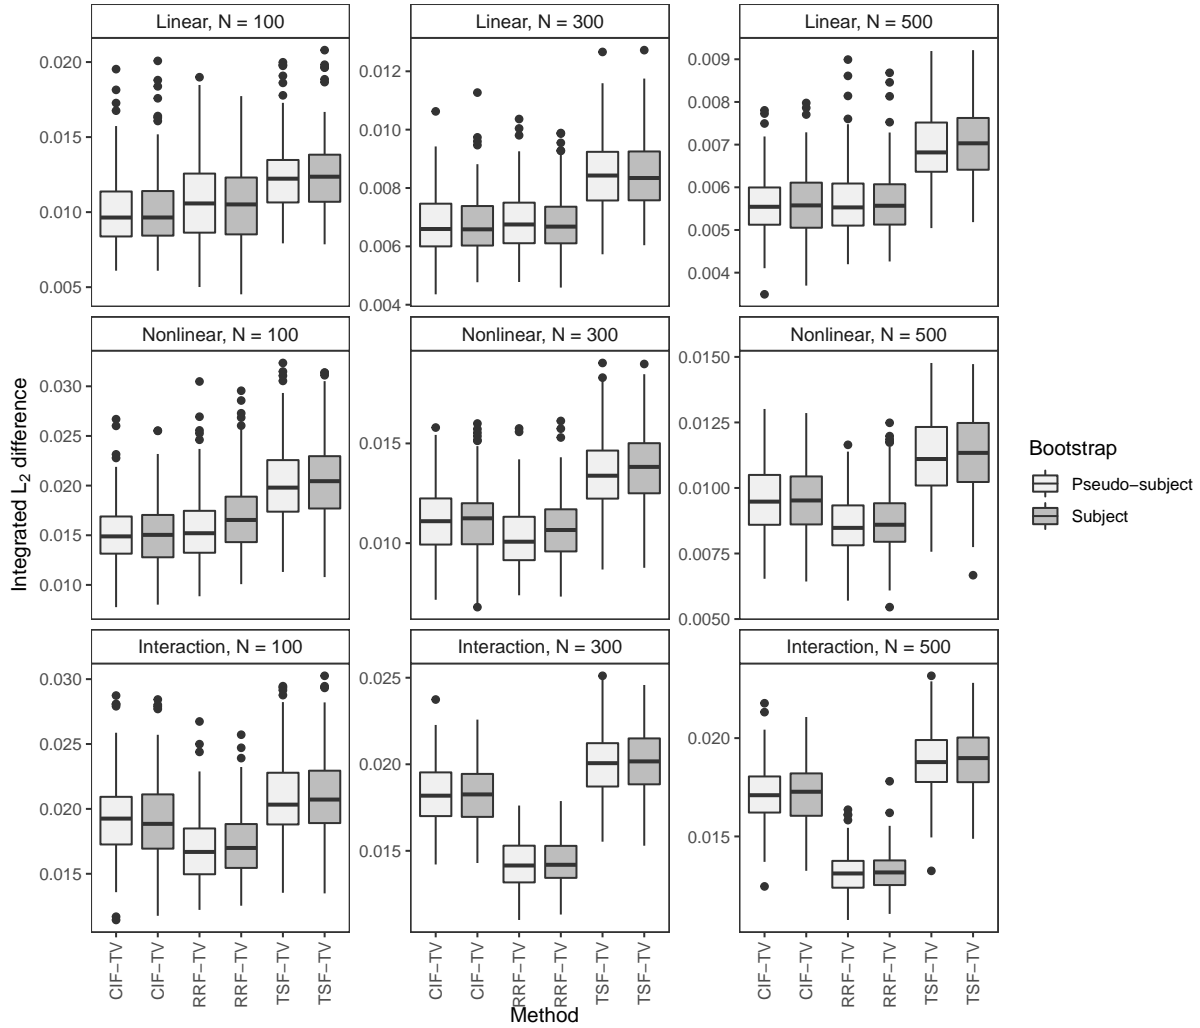 Linear, N = 100
Linear, N = 300
Linear, N = 500
0.020
0.015
0.010
0.005
0.012
0.010
0.008
0.006
0.004
0.009
0.008
0.007
0.006
0.005
0.004
Nonlinear, N = 100
Nonlinear, N = 300
Nonlinear, N = 500
0.030
0.025
0.020
0.015
0.010
0.015
0.010
0.0150
0.0125
0.0100
0.0075
0.0050
Interaction, N = 100
Interaction, N = 300
Interaction, N = 500
0.030
0.025
0.020
0.015
0.025
0.020
0.015
0.020
0.015
CIF−TV
CIF−TV
RRF−TV
RRF−TV
TSF−TV
TSF−TV
CIF−TV
CIF−TV
RRF−TV
RRF−TV
TSF−TV
TSF−TV
CIF−TV
CIF−TV
RRF−TV
RRF−TV
TSF−TV
TSF−TV
Method
Integrated L₂ difference
Bootstrap
Pseudo−subject
Subject